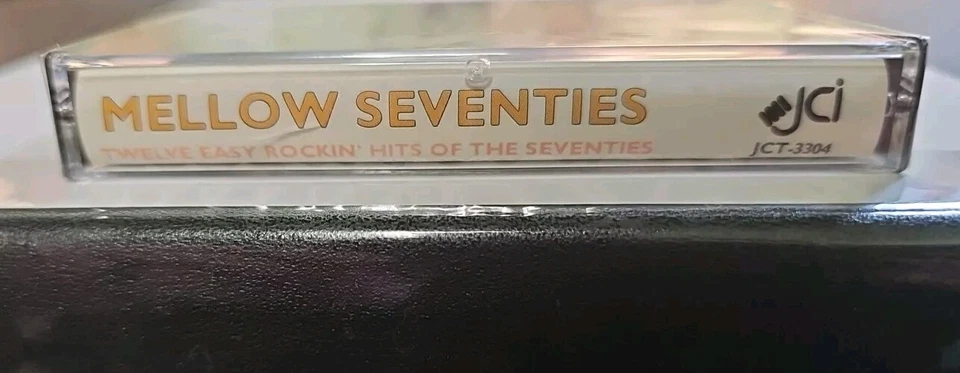 MELLOW SEVENTIES
TWELVE EASY ROCKIN' HITS OF THE SEVENTIES
JCi
JCT-3304